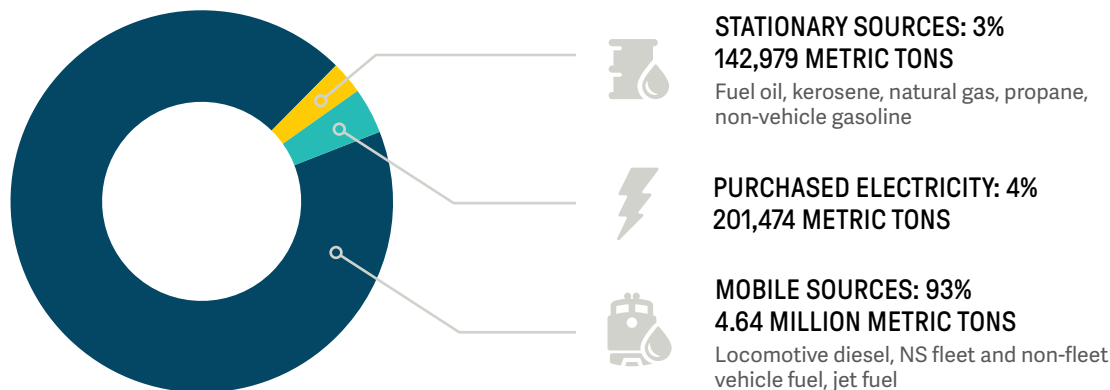 STATIONARY SOURCES: 3%
142,979 METRIC TONS
Fuel oil, kerosene, natural gas, propane,
non-vehicle gasoline
PURCHASED ELECTRICITY: 4%
201,474 METRIC TONS
MOBILE SOURCES: 93%
4.64 MILLION METRIC TONS
Locomotive diesel, NS fleet and non-fleet
vehicle fuel, jet fuel